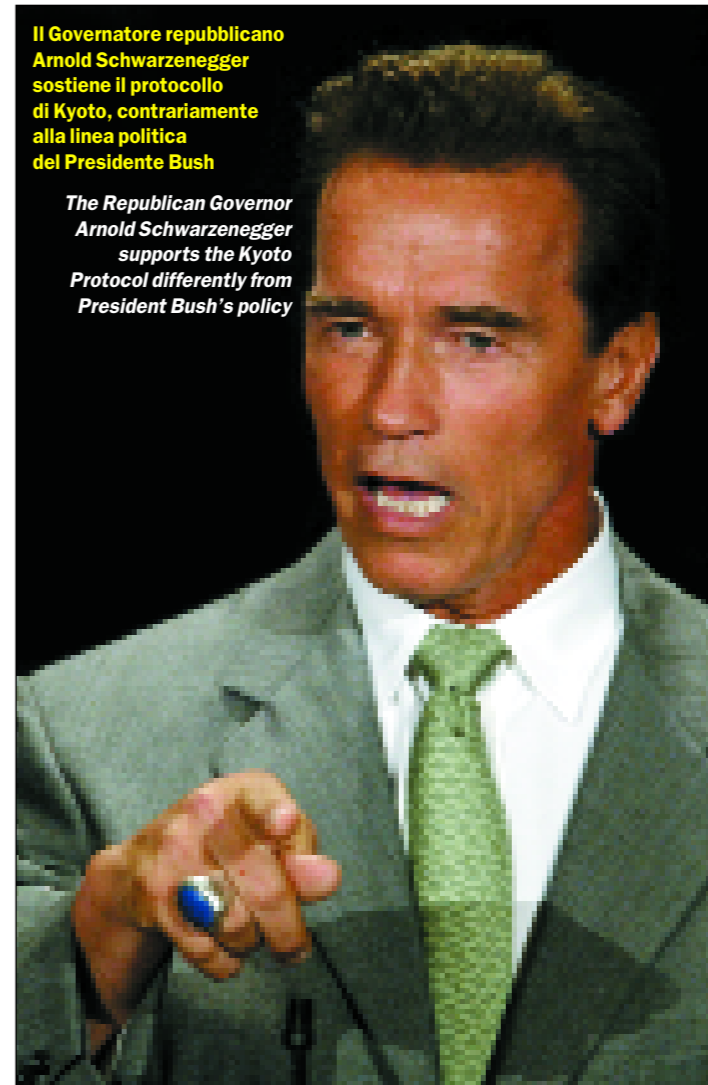 Il Governatore repubblicano
Arnold Schwarzenegger
sostiene il protocollo
di Kyoto, contrariamente
alla linea politica
del Presidente Bush
The Republican Governor
Arnold Schwarzenegger
supports the Kyoto
Protocol differently from
President Bush's policy